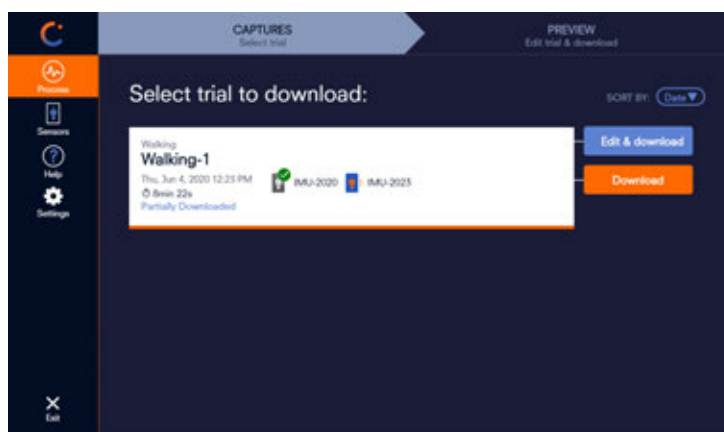 CAPTURES
Select trial
PREVIEW
Edit trial & download
Process
Sensors
Help
Settings
Exit
Select trial to download:
SORT BY: Date▼
Walking
Walking-1
Thu, Jun 4, 2020 12:23 PM
0min 22s
Partially Downloaded
IMU-2020
IMU-2023
Edit & download
Download